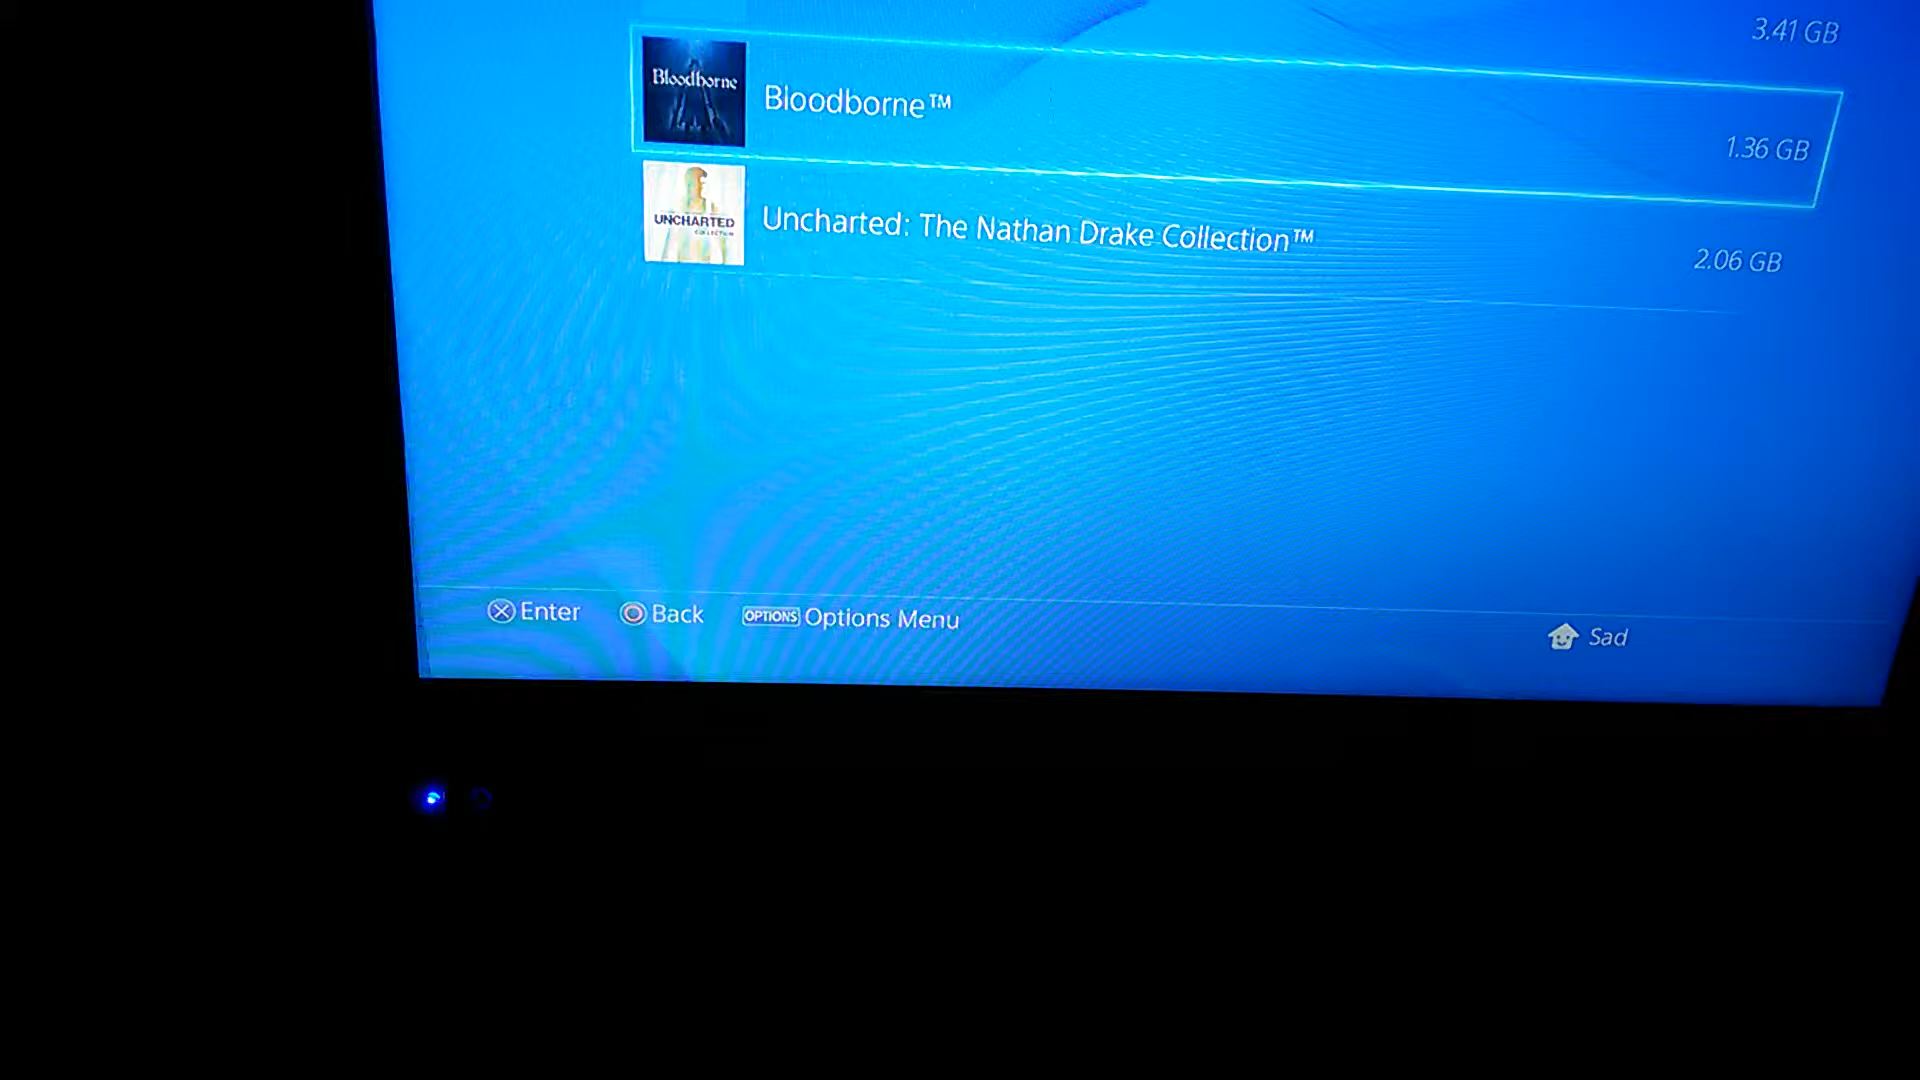 3.41 GB
Bloodborne
Bloodborne™
1.36 GB
UNCHARTED
COLLECTION
Uncharted: The Nathan Drake Collection™
2.06 GB
Enter
Back
OPTIONS Options Menu
Sad